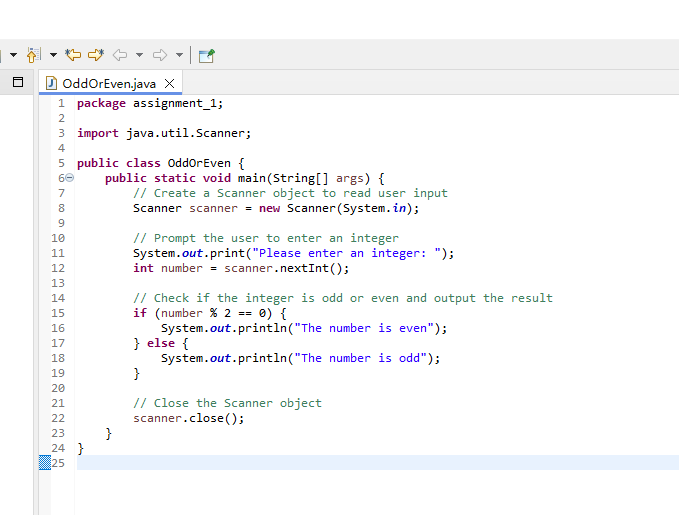 OddOrEven.java
1 package assignment_1;
2
3 import java.util.Scanner;
4
5 public class OddOrEven {
6     public static void main(String[] args) {
7         // Create a Scanner object to read user input
8         Scanner scanner = new Scanner(System.in);
9
10         // Prompt the user to enter an integer
11         System.out.print("Please enter an integer: ");
12         int number = scanner.nextInt();
13
14         // Check if the integer is odd or even and output the result
15         if (number % 2 == 0) {
16             System.out.println("The number is even");
17         } else {
18             System.out.println("The number is odd");
19         }
20
21         // Close the Scanner object
22         scanner.close();
23     }
24 }
25